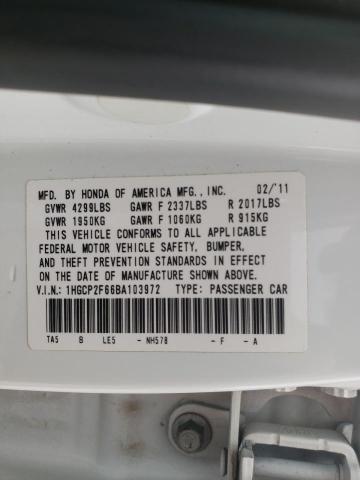 MFD. BY HONDA OF AMERICA MFG., INC. 02/'11
GVWR 4299LBS GAWR F 2337LBS R 2017LBS
GVWR 1950KG GAWR F 1060KG R 915KG
THIS VEHICLE CONFORMS TO ALL APPLICABLE
FEDERAL MOTOR VEHICLE SAFETY, BUMPER,
AND THEFT PREVENTION STANDARDS IN EFFECT
ON THE DATE OF MANUFACTURE SHOWN ABOVE.
V.I.N.: 1HGCP2F66BA103972 TYPE: PASSENGER CAR
TA5 B LE5 - NH578 - F - A